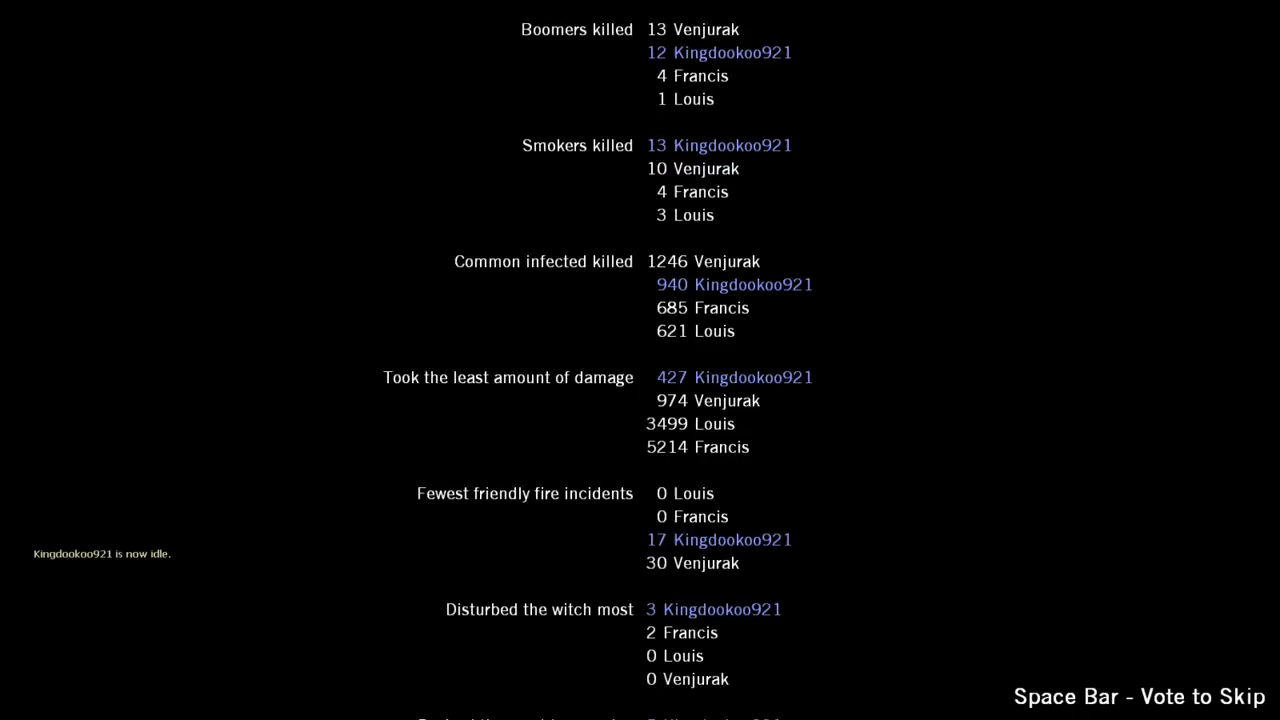 Boomers killed 13 Venjurak
12 Kingdookoo921
4 Francis
1 Louis
Smokers killed 13 Kingdookoo921
10 Venjurak
4 Francis
3 Louis
Common infected killed 1246 Venjurak
940 Kingdookoo921
685 Francis
621 Louis
Took the least amount of damage 427 Kingdookoo921
974 Venjurak
3499 Louis
5214 Francis
Fewest friendly fire incidents 0 Louis
0 Francis
17 Kingdookoo921
Kingdookoo921 is now idle.
30 Venjurak
Disturbed the witch most 3 Kingdookoo921
2 Francis
0 Louis
0 Venjurak
Space Bar - Vote to Skip